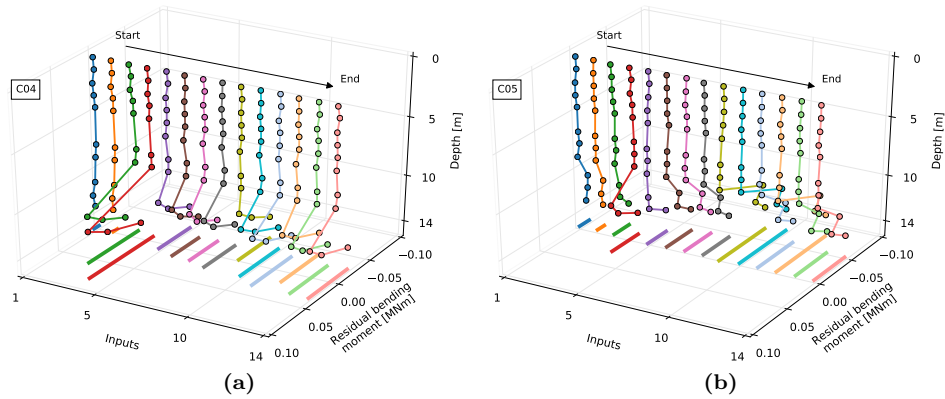 Start
End
C04
0
5
10
14
Depth [m]
−0.10
−0.05
0.00
0.05
0.10
Residual bending
moment [MNm]
1
5
10
14
Inputs
(a)
Start
End
C05
0
5
10
14
Depth [m]
−0.10
−0.05
0.00
0.05
0.10
Residual bending
moment [MNm]
1
5
10
14
Inputs
(b)